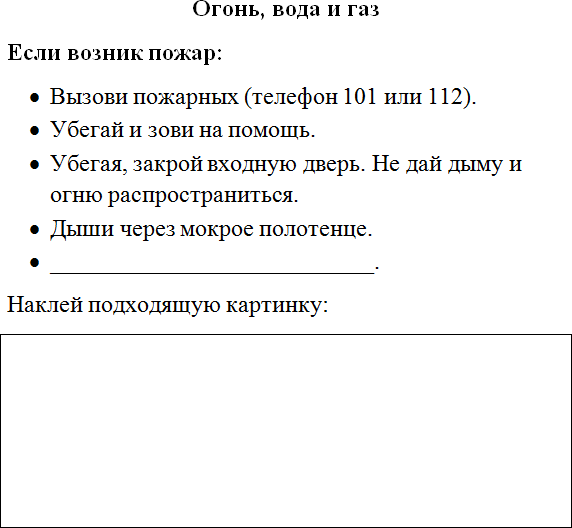 Огонь, вода и газ
Если возник пожар:
• Вызови пожарных (телефон 101 или 112).
• Убегай и зови на помощь.
• Убегая, закрой входную дверь. Не дай дыму и
огню распространиться.
• Дыши через мокрое полотенце.
• ___________________________.
Наклей подходящую картинку: